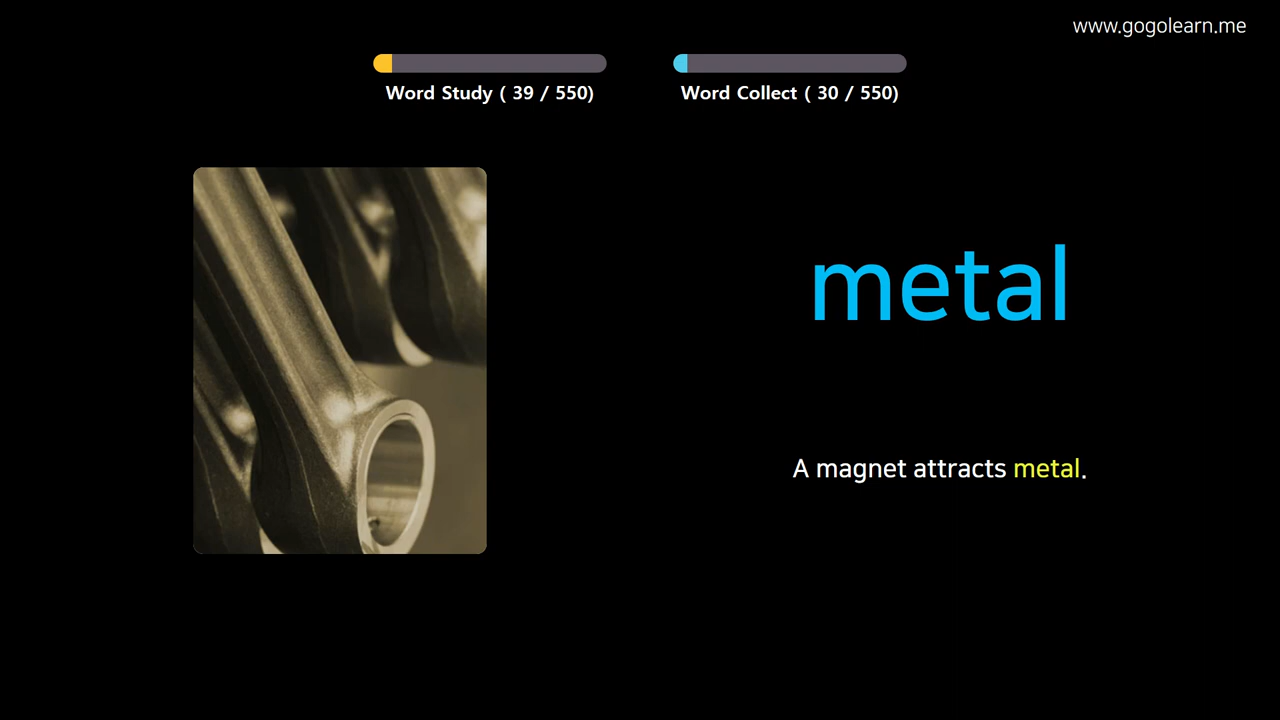 www.gogolearn.me
Word Study ( 39 / 550)
Word Collect ( 30 / 550)
metal
A magnet attracts metal.